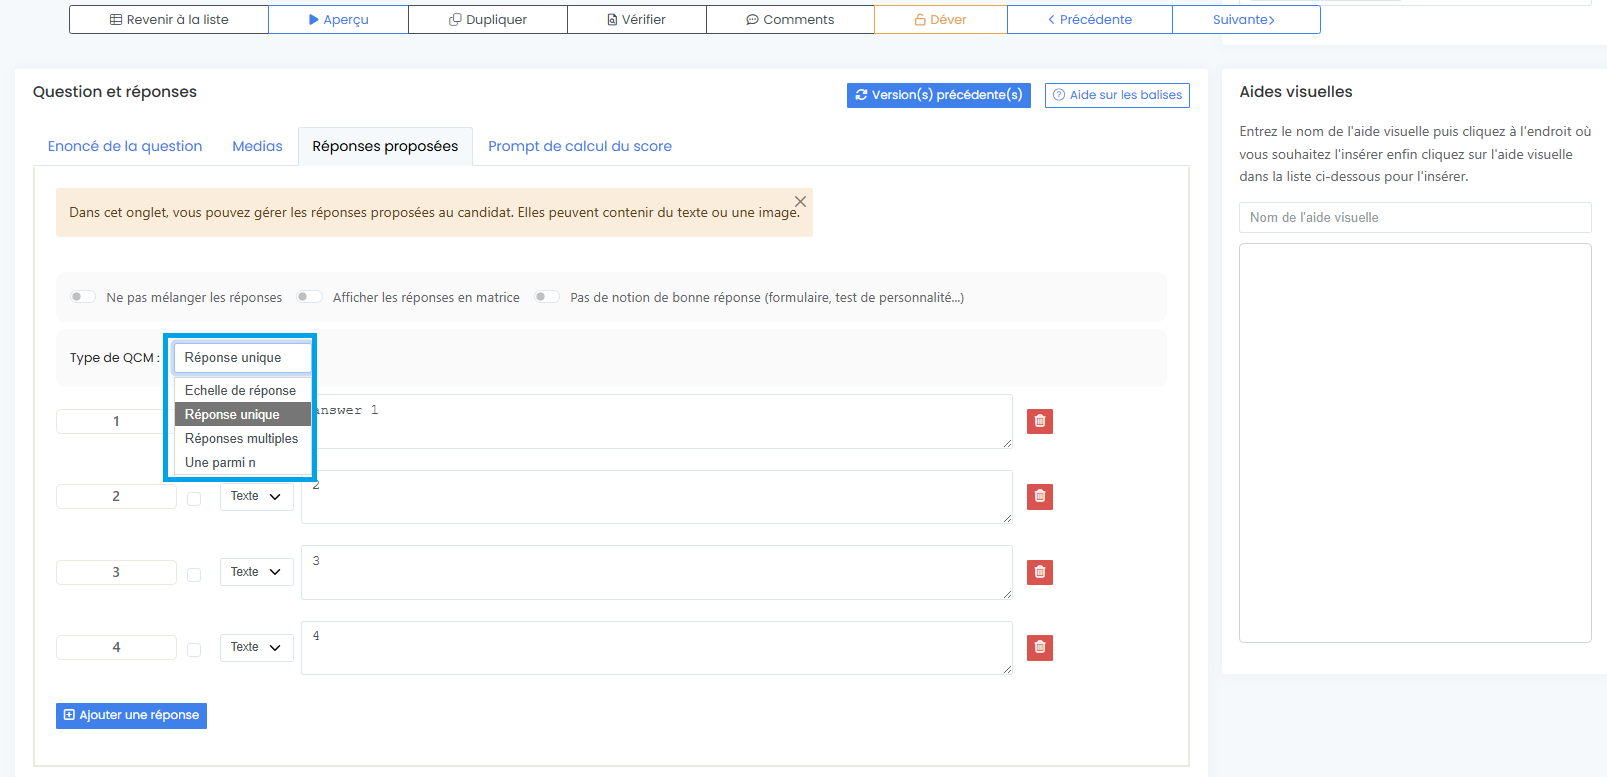 Revenir à la liste
Aperçu
Dupliquer
Vérifier
Comments
Déver
Précédente
Suivante
Question et réponses
Version(s) précédente(s)
Aide sur les balises
Enoncé de la question
Medias
Réponses proposées
Prompt de calcul du score
Dans cet onglet, vous pouvez gérer les réponses proposées au candidat. Elles peuvent contenir du texte ou une image.
Ne pas mélanger les réponses
Afficher les réponses en matrice
Pas de notion de bonne réponse (formulaire, test de personnalité...)
Type de QCM :
Réponse unique
Echelle de réponse
Réponse unique
Réponses multiples
Une parmi n
1
answer 1
2
Texte
2
3
Texte
3
4
Texte
4
Ajouter une réponse
Aides visuelles
Entrez le nom de l'aide visuelle puis cliquez à l'endroit où
vous souhaitez l'insérer enfin cliquez sur l'aide visuelle
dans la liste ci-dessous pour l'insérer.
Nom de l'aide visuelle